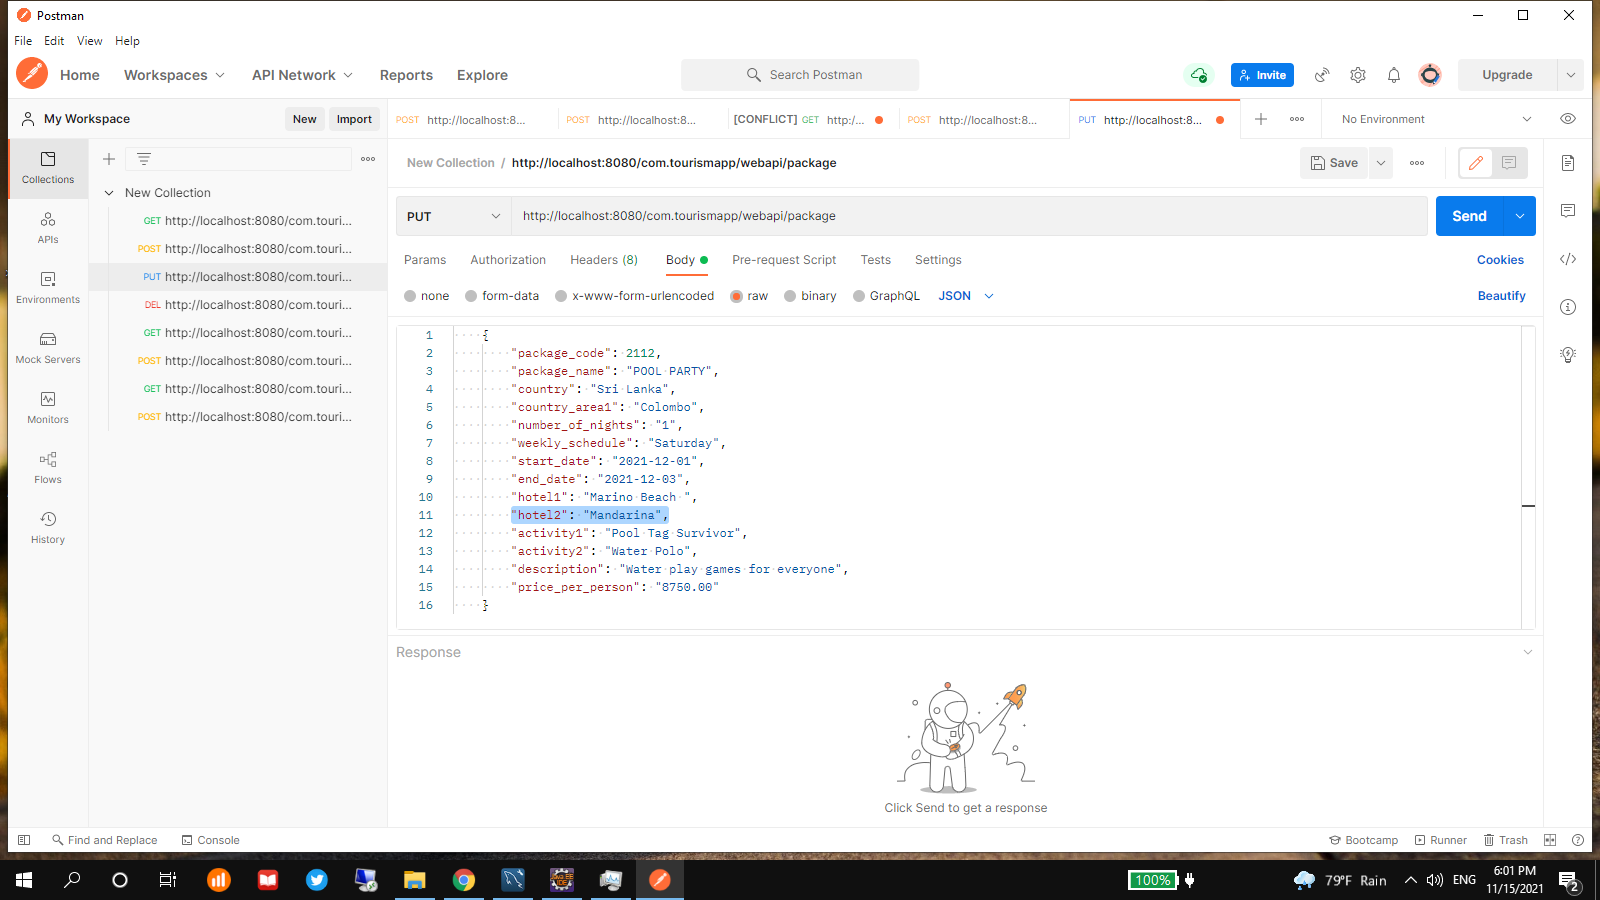 Postman
File Edit View Help
Home Workspaces API Network Reports Explore Search Postman Invite Upgrade
My Workspace New Import POST http://localhost:8... POST http://localhost:8... [CONFLICT] GET http:/... POST http://localhost:8... PUT http://localhost:8... No Environment
New Collection / http://localhost:8080/com.tourismapp/webapi/package Save
Collections
APIs
Environments
Mock Servers
Monitors
Flows
History
New Collection
GET http://localhost:8080/com.touri...
POST http://localhost:8080/com.touri...
PUT http://localhost:8080/com.touri...
DEL http://localhost:8080/com.touri...
GET http://localhost:8080/com.touri...
POST http://localhost:8080/com.touri...
GET http://localhost:8080/com.touri...
POST http://localhost:8080/com.touri...
PUT http://localhost:8080/com.tourismapp/webapi/package Send
Params Authorization Headers (8) Body Pre-request Script Tests Settings Cookies
none form-data x-www-form-urlencoded raw binary GraphQL JSON Beautify
1 {
2 "package_code": 2112,
3 "package_name": "POOL PARTY",
4 "country": "Sri Lanka",
5 "country_area1": "Colombo",
6 "number_of_nights": "1",
7 "weekly_schedule": "Saturday",
8 "start_date": "2021-12-01",
9 "end_date": "2021-12-03",
10 "hotel1": "Marino Beach ",
11 "hotel2": "Mandarina",
12 "activity1": "Pool Tag Survivor",
13 "activity2": "Water Polo",
14 "description": "Water play games for everyone",
15 "price_per_person": "8750.00"
16 }
Response
Click Send to get a response
Find and Replace Console Bootcamp Runner Trash
100% 79°F Rain ENG 6:01 PM
11/15/2021 2